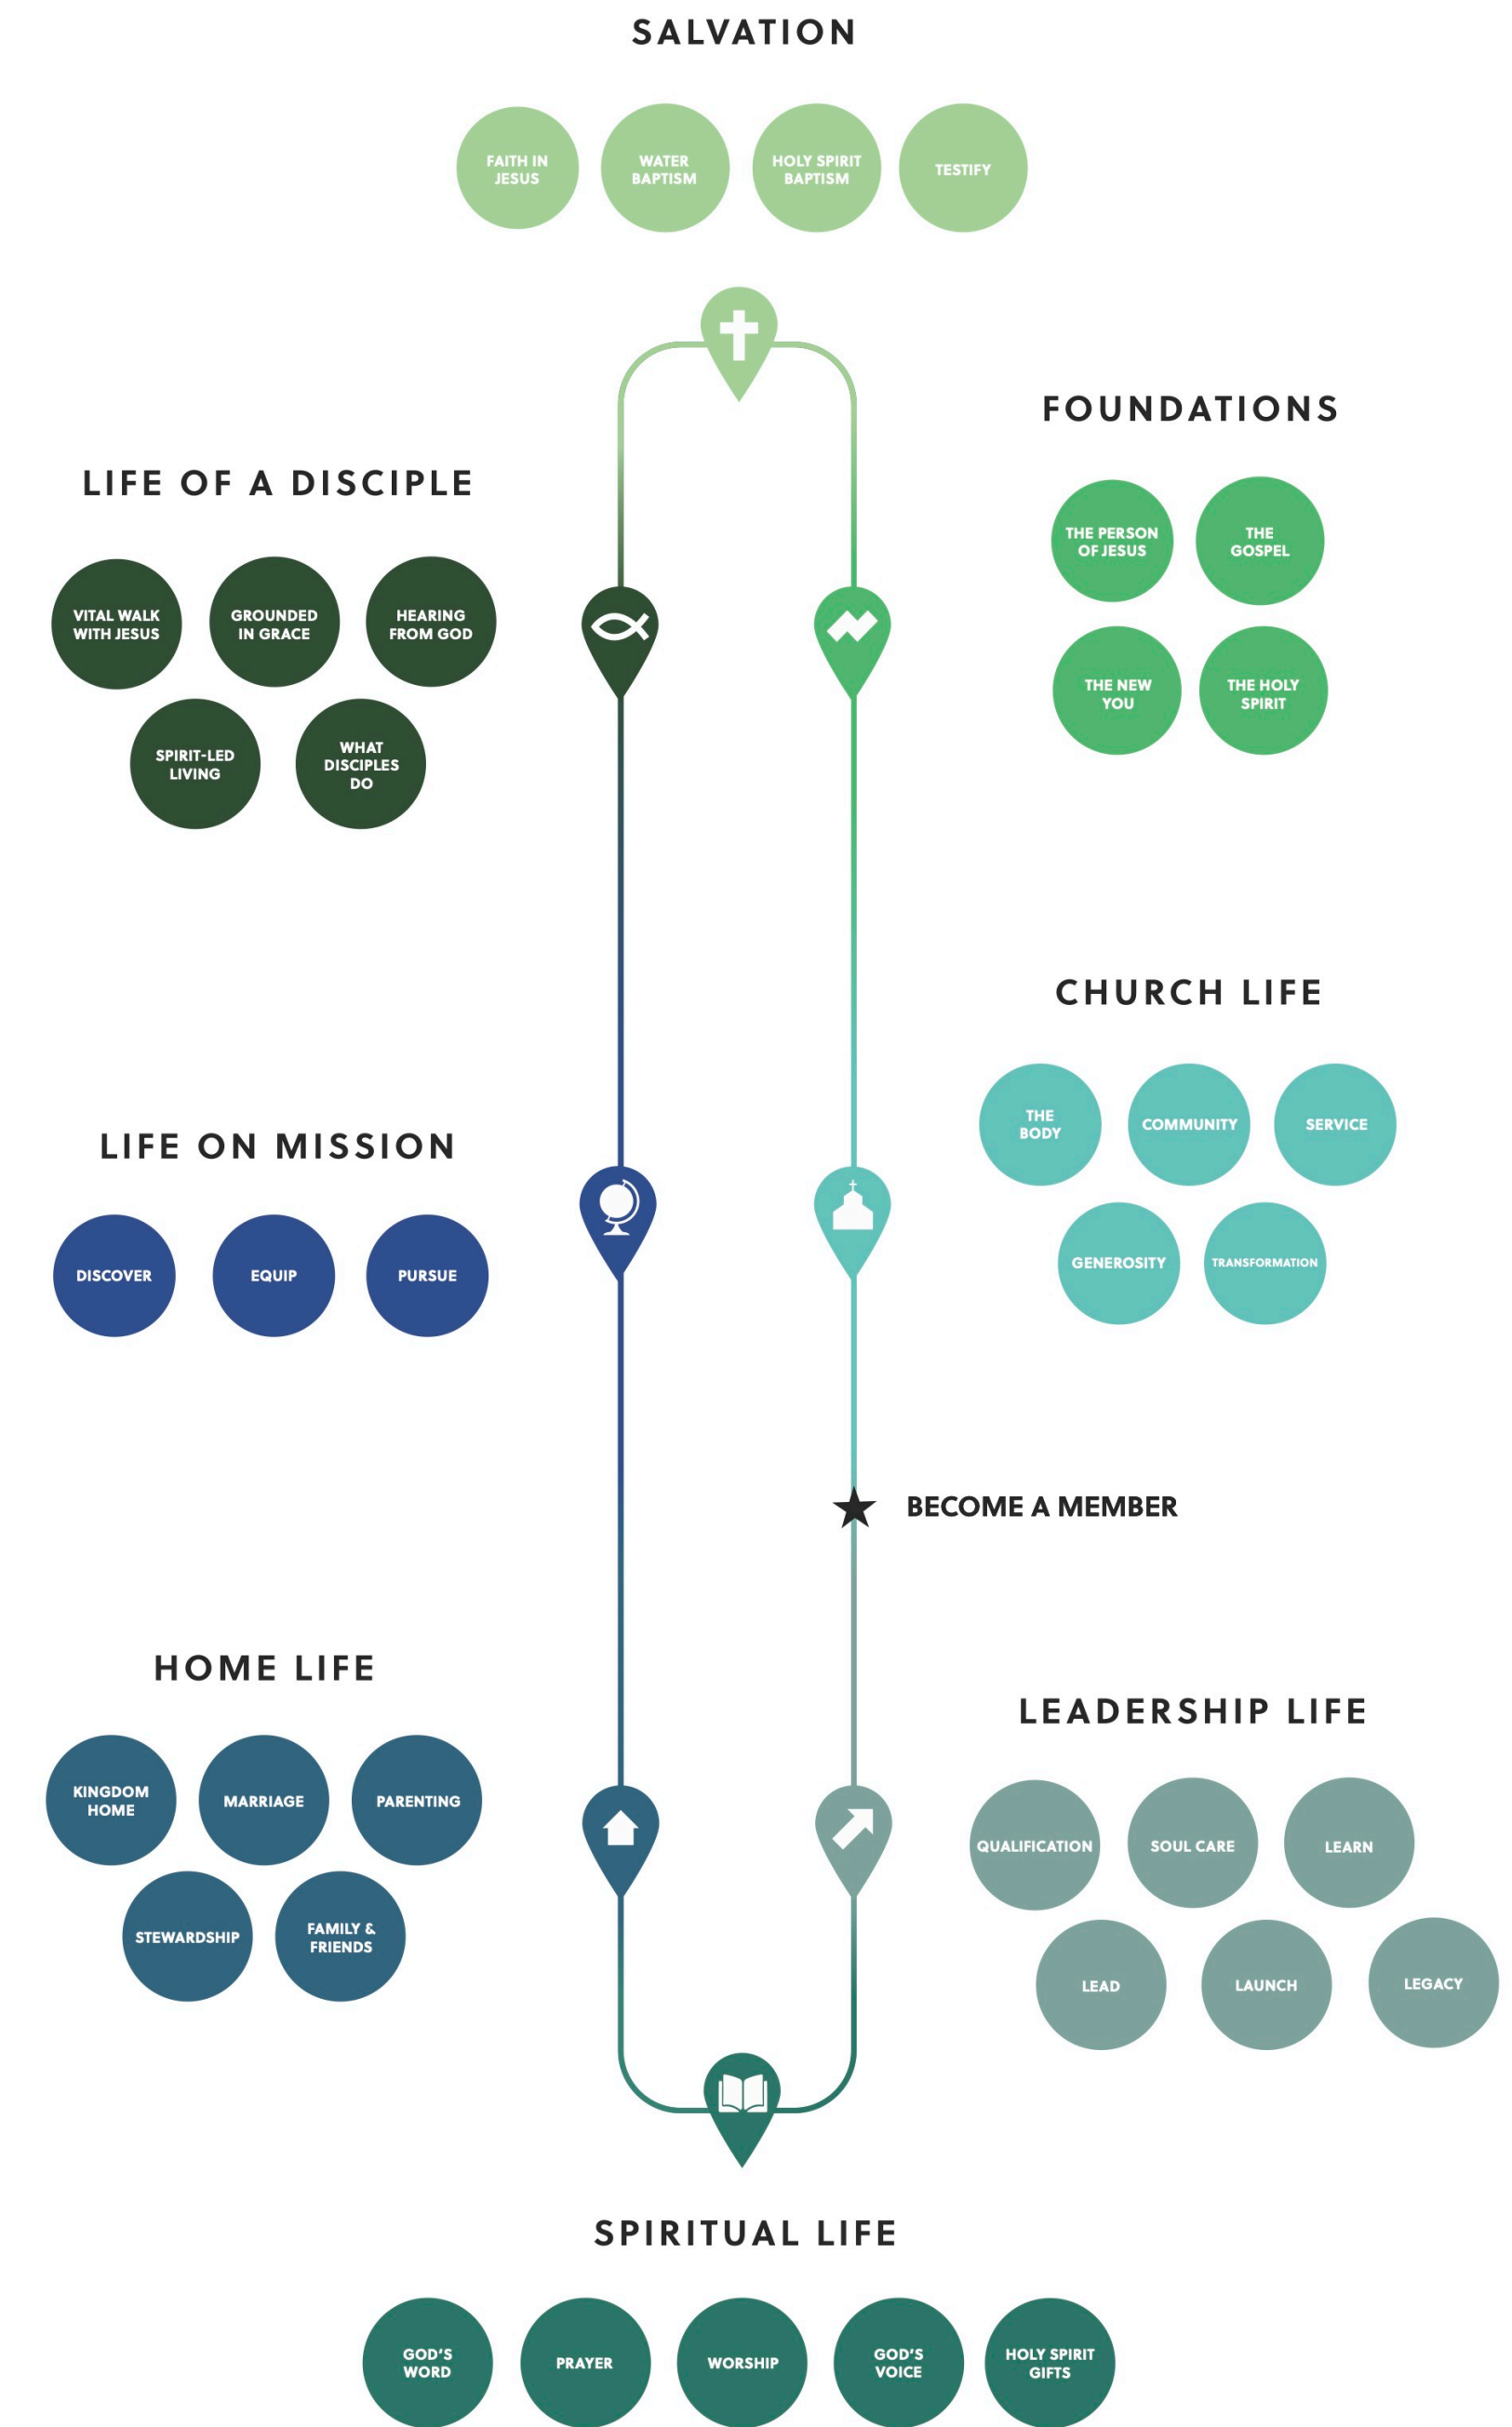 SALVATION
FAITH IN
JESUS
WATER
BAPTISM
HOLY SPIRIT
BAPTISM
TESTIFY
FOUNDATIONS
THE PERSON
OF JESUS
THE
GOSPEL
THE NEW
YOU
THE HOLY
SPIRIT
LIFE OF A DISCIPLE
VITAL WALK
WITH JESUS
GROUNDED
IN GRACE
HEARING
FROM GOD
SPIRIT-LED
LIVING
WHAT
DISCIPLES
DO
CHURCH LIFE
THE
BODY
COMMUNITY
SERVICE
GENEROSITY
TRANSFORMATION
LIFE ON MISSION
DISCOVER
EQUIP
PURSUE
BECOME A MEMBER
HOME LIFE
KINGDOM
HOME
MARRIAGE
PARENTING
STEWARDSHIP
FAMILY &
FRIENDS
LEADERSHIP LIFE
QUALIFICATION
SOUL CARE
LEARN
LEAD
LAUNCH
LEGACY
SPIRITUAL LIFE
GOD'S
WORD
PRAYER
WORSHIP
GOD'S
VOICE
HOLY SPIRIT
GIFTS